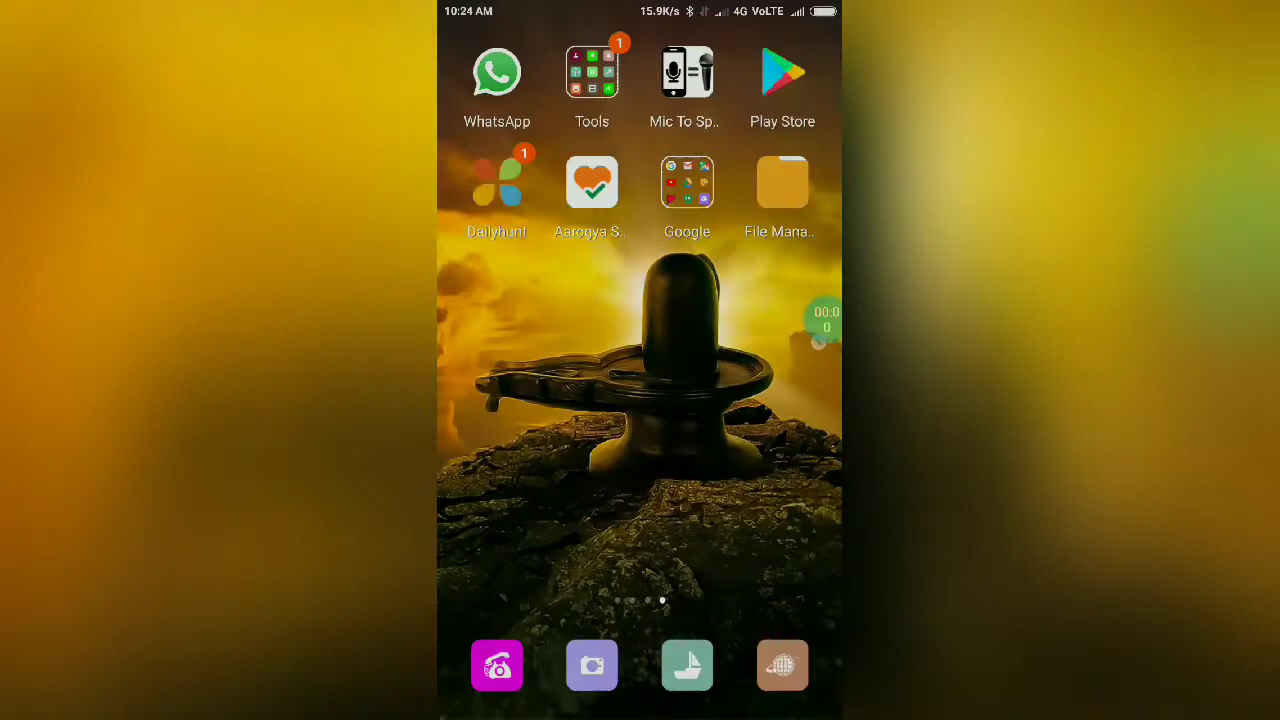 10:24 AM
15.9K/s 4G VoLTE
1
WhatsApp Tools Mic To Sp.. Play Store
1
Dailyhunt Aarogya S.. Google File Mana..
00:0
0